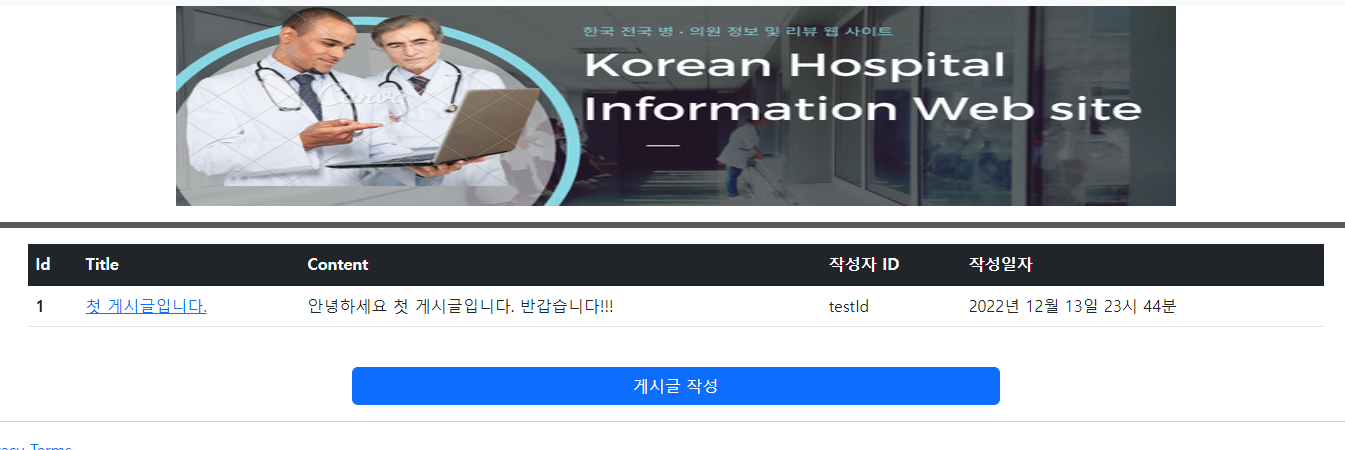 한국 전국 병 · 의원 정보 및 리뷰 웹 사이트
Korean Hospital
Information Web site
Canva
Id Title Content 작성자 ID 작성일자
1 첫 게시글입니다. 안녕하세요 첫 게시글입니다. 반갑습니다!!! testId 2022년 12월 13일 23시 44분
게시글 작성
Terms